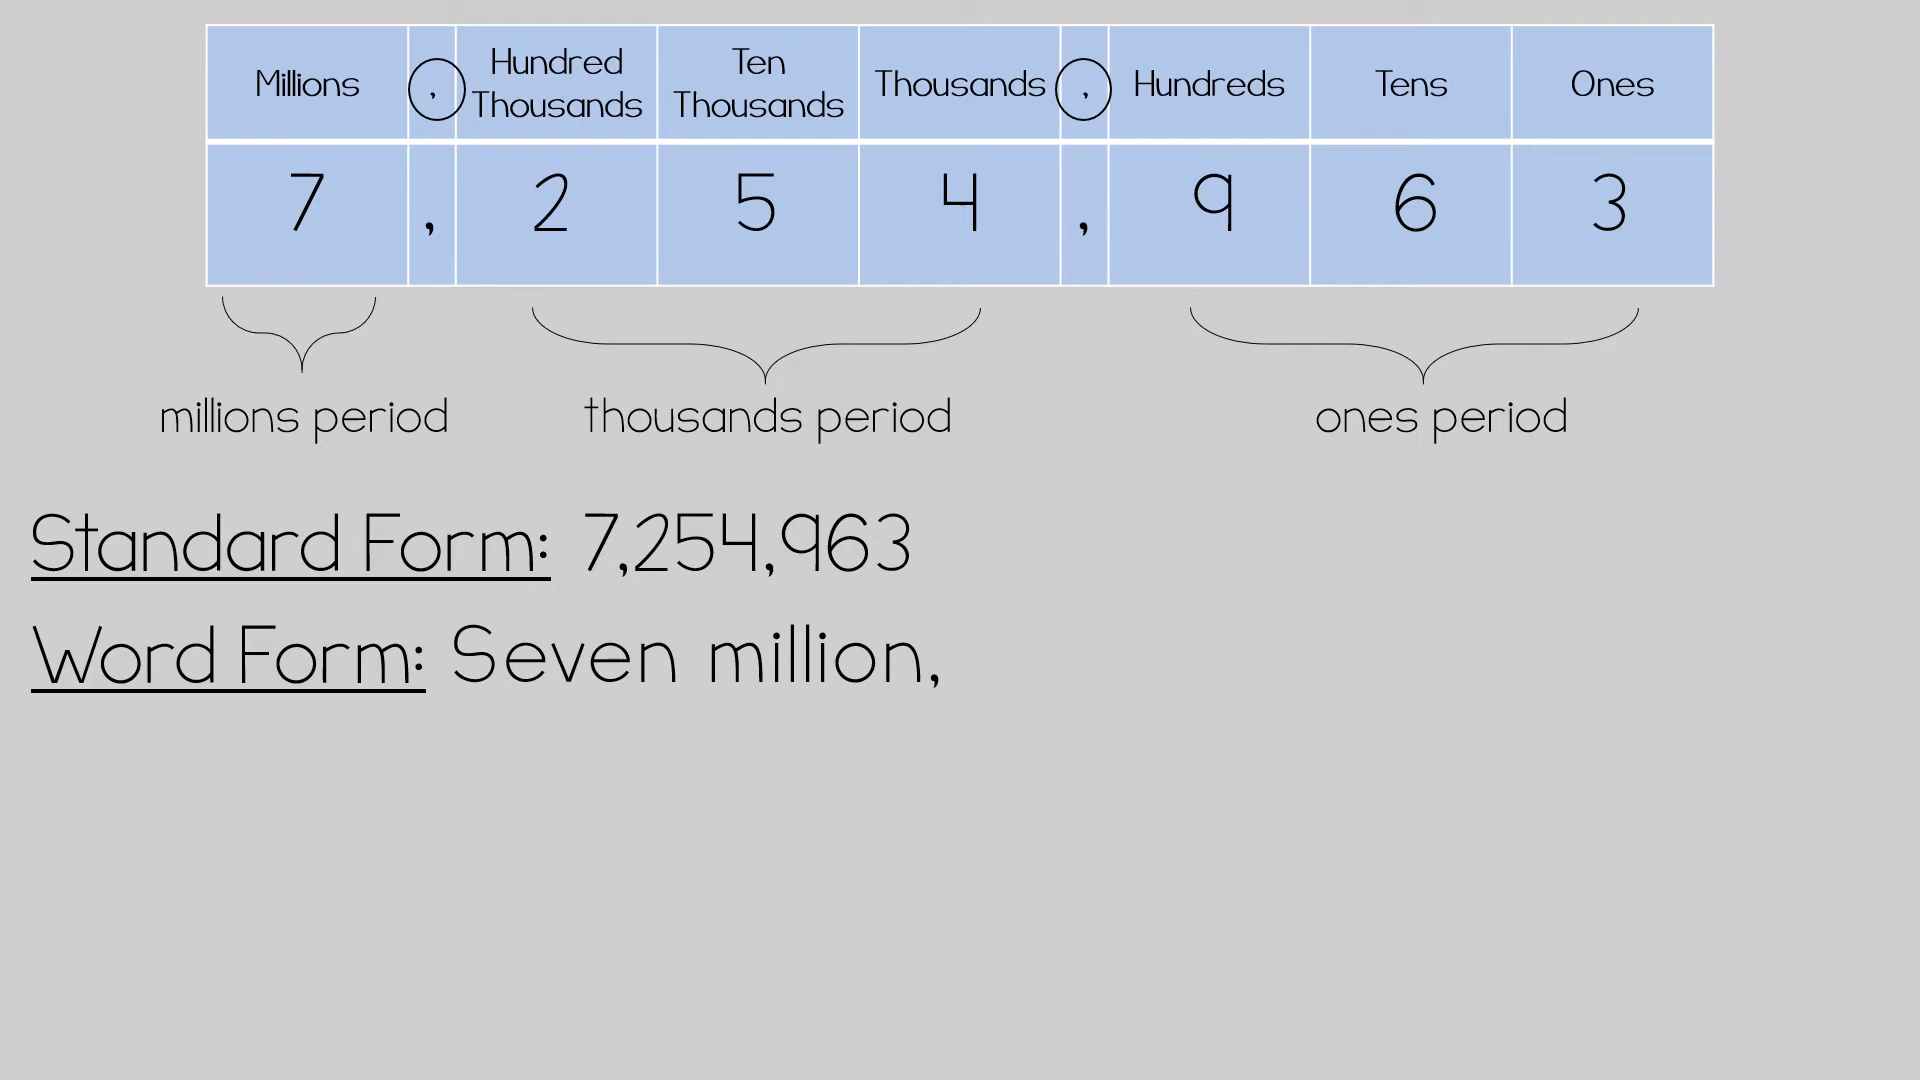 Millions , Hundred Thousands Ten Thousands Thousands , Hundreds Tens Ones
7 , 2 5 4 , 9 6 3
millions period thousands period ones period
Standard Form: 7,254,963
Word Form: Seven million,